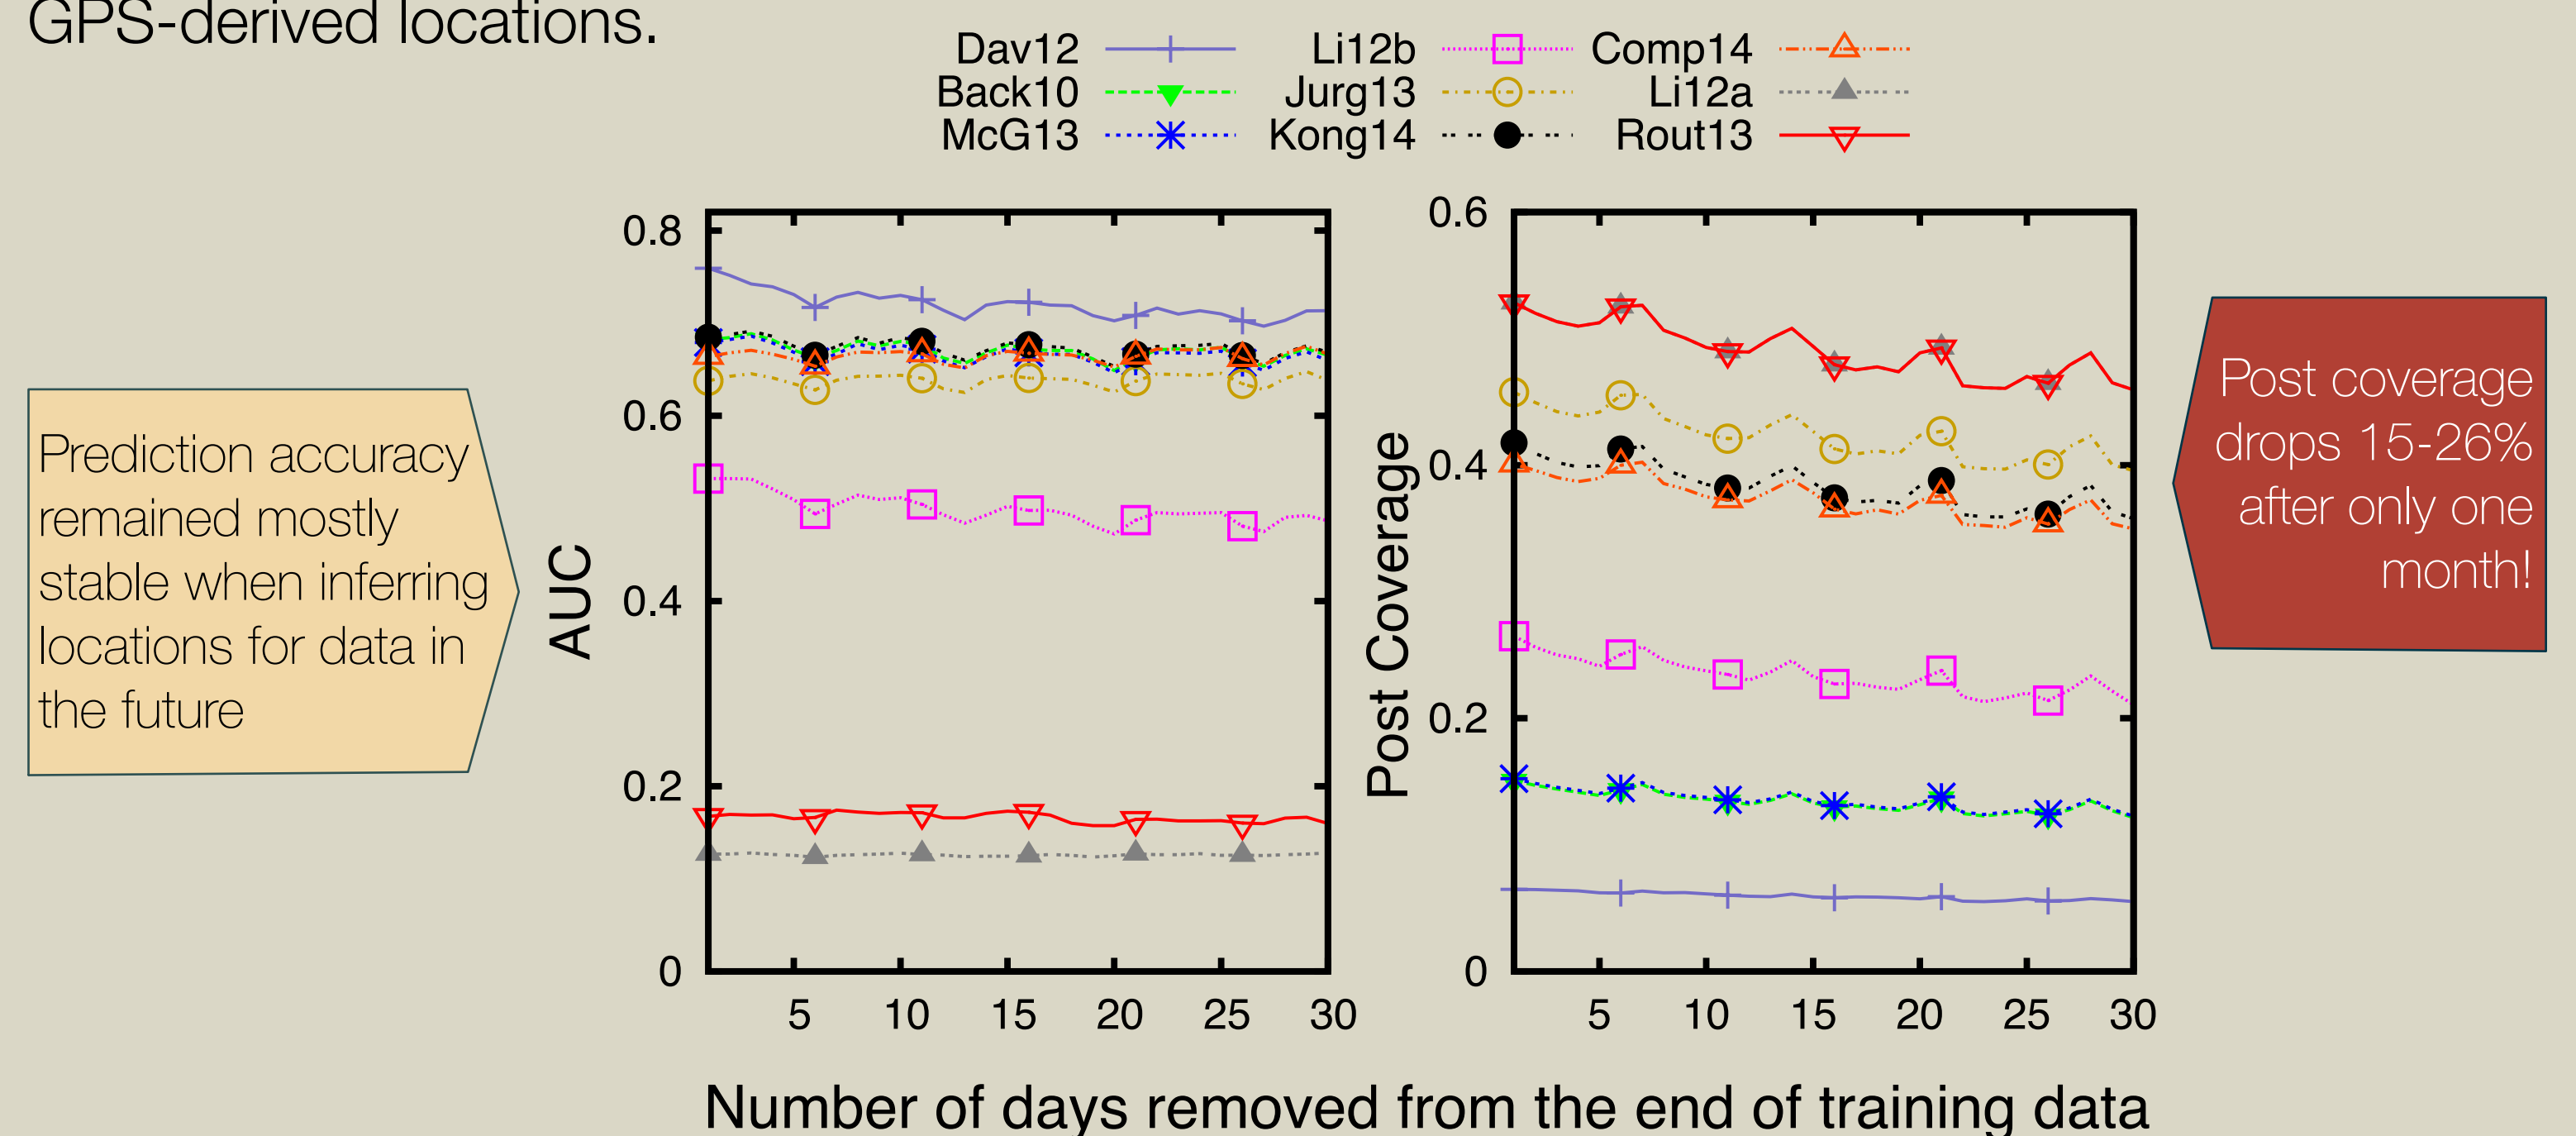 GPS-derived locations.
Dav12 Li12b Comp14
Back10 Jurg13 Li12a
McG13 Kong14 Rout13
Prediction accuracy
remained mostly
stable when inferring
locations for data in
the future
AUC
0.8
0.6
0.4
0.2
0
5 10 15 20 25 30
Post Coverage
0.6
0.4
0.2
0
5 10 15 20 25 30
Number of days removed from the end of training data
Post coverage
drops 15-26%
after only one
month!